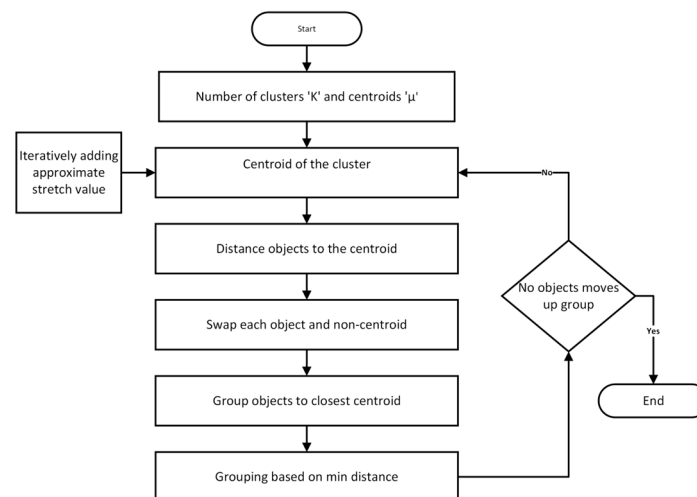 Start
Number of clusters 'K' and centroids 'μ'
Iteratively adding
approximate
stretch value
Centroid of the cluster
No
Distance objects to the centroid
No objects moves
up group
Swap each object and non-centroid
Yes
Group objects to closest centroid
End
Grouping based on min distance